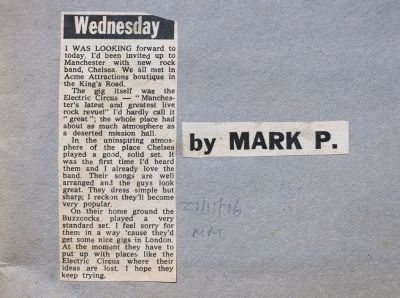 Wednesday
I WAS LOOKING forward to
today. I'd been invited up to
Manchester with new rock
band, Chelsea. We all met in
Acme Attractions boutique in
the King's Road.
The gig itself was the
Electric Circus — "Manches-
ter's latest and greatest live
rock revue!" I'd hardly call it
"great"; the whole place had
about as much atmosphere as
a deserted mission hall.
In the uninspiring atmos-
phere of the place Chelsea
played a good, solid set. It
was the first time I'd heard
them and I already love the
band. Their songs are well
arranged and the guys look
great. They dress simple but
sharp; I reckon they'll become
very popular.
On their home ground the
Buzzcocks played a very
standard set. I feel sorry for
them in a way 'cause they'd
get some nice gigs in London.
At the moment they have to
put up with places like the
Electric Circus where their
ideas are lost. I hope they
keep trying.
by MARK P.
27/11/76
MM